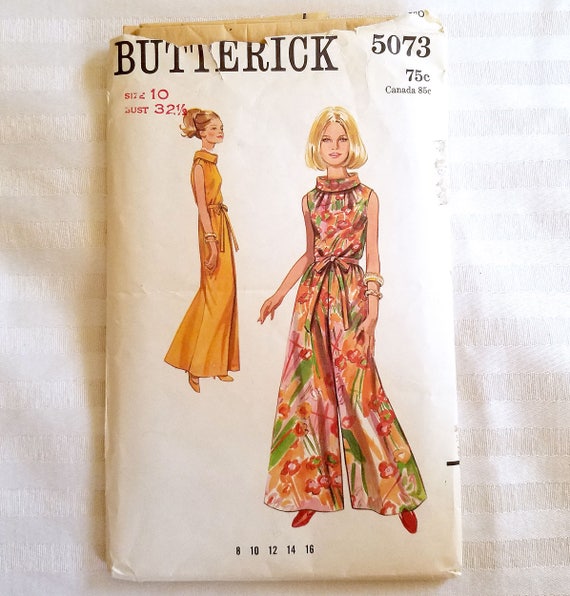 BUTTERICK
5073
75c
Canada 85c
SIZE 10
BUST 32½
8 10 12 14 16